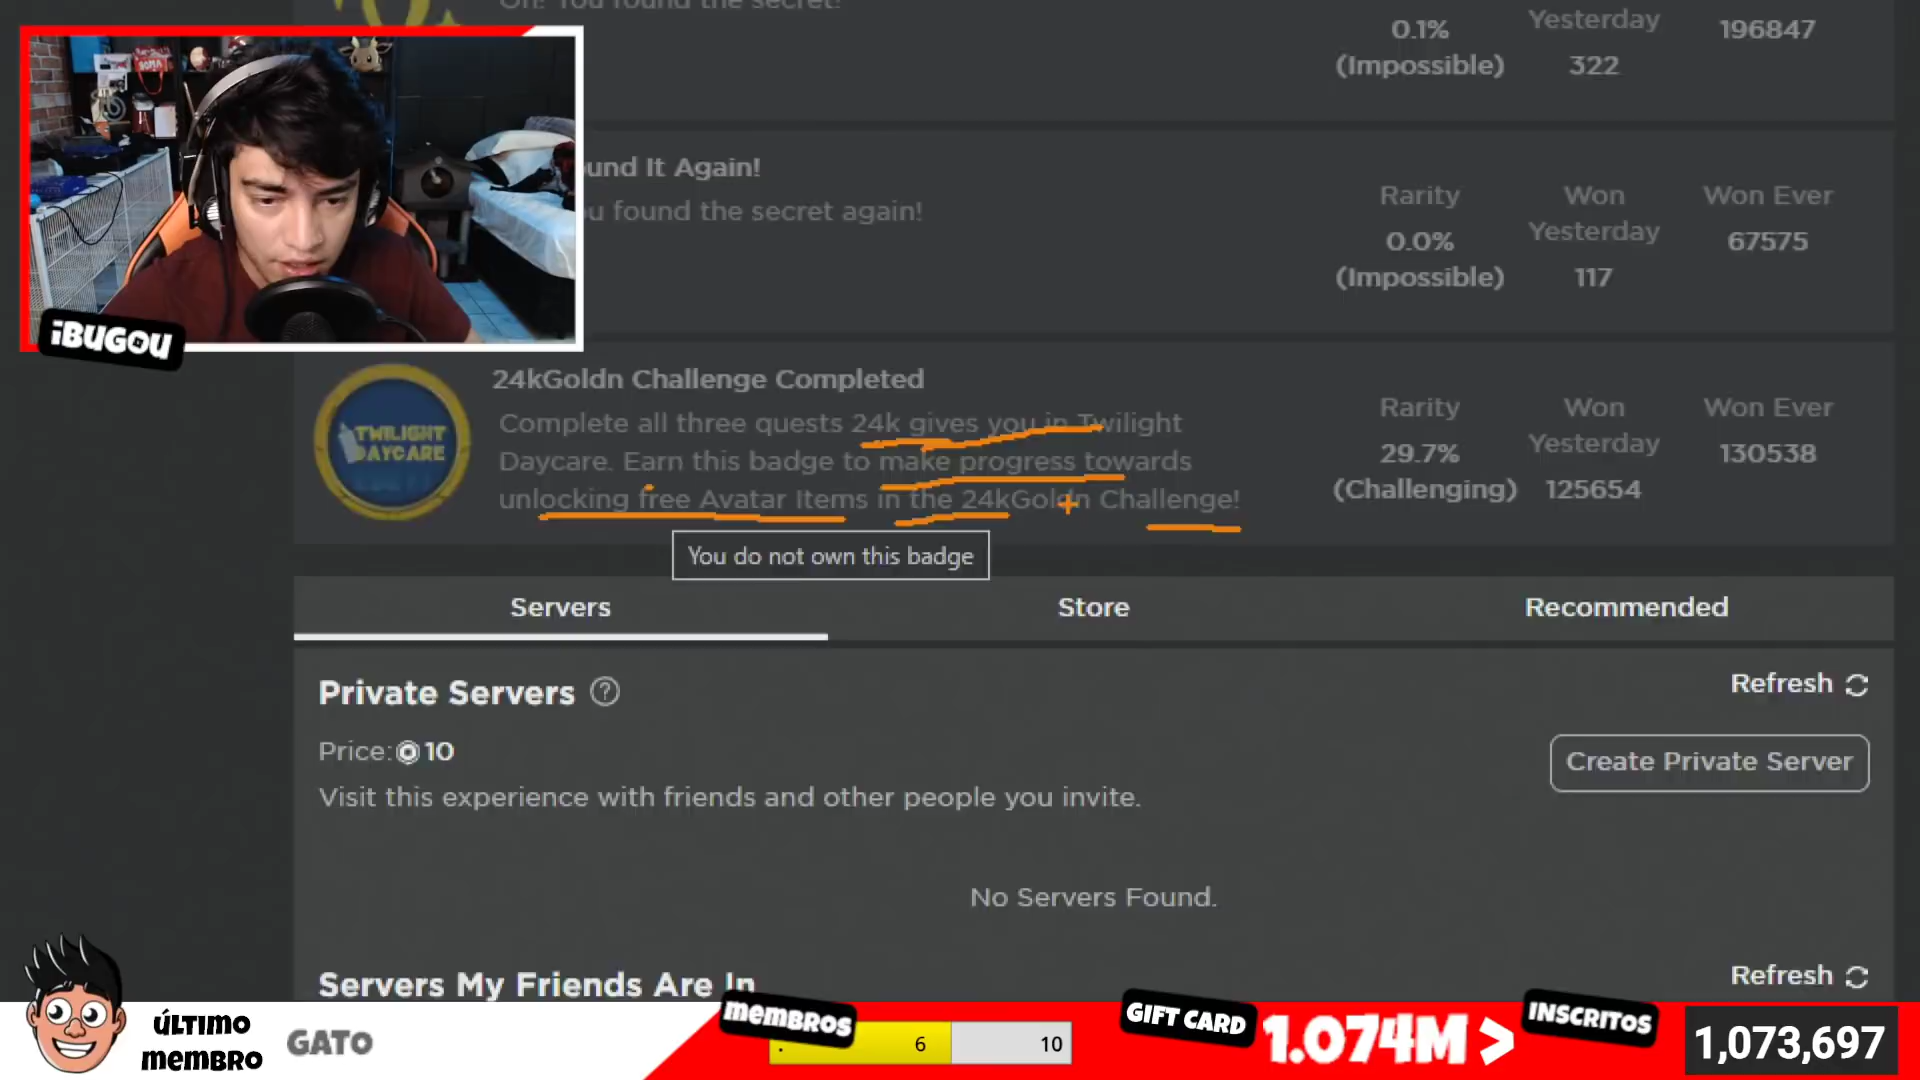 Oh! You found the secret!
0.1%
(Impossible)
Yesterday
322
196847
und It Again!
u found the secret again!
Rarity
0.0%
(Impossible)
Won
Yesterday
117
Won Ever
67575
iBUGOU
TWILIGHT
DAYCARE
24kGoldn Challenge Completed
Complete all three quests 24k gives you in Twilight
Daycare. Earn this badge to make progress towards
unlocking free Avatar Items in the 24kGoldn Challenge!
Rarity
29.7%
(Challenging)
Won
Yesterday
125654
Won Ever
130538
You do not own this badge
Servers
Store
Recommended
Private Servers
Refresh
Price: 10
Create Private Server
Visit this experience with friends and other people you invite.
No Servers Found.
Servers My Friends Are In
Refresh
ÚLTIMO
MEMBRO
GATO
MEMBROS
6
10
GIFT CARD
1.074M >
INSCRITOS
1,073,697